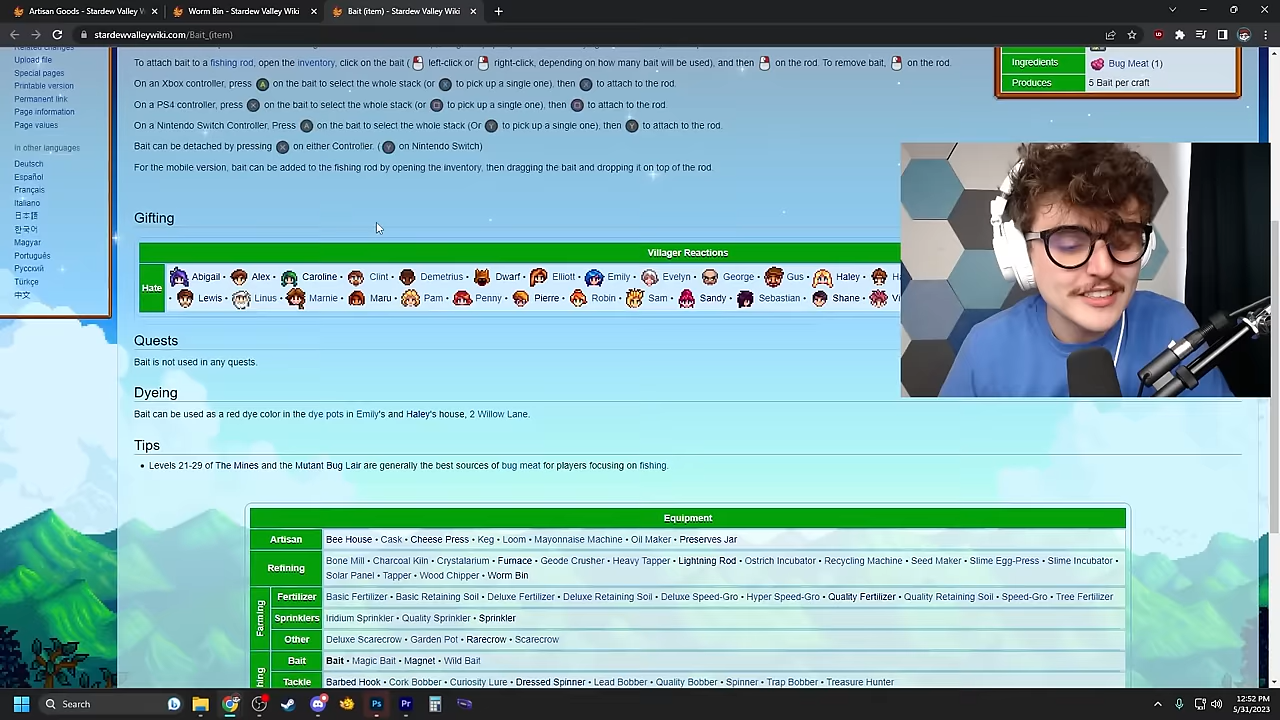 Artisan Goods - Stardew Valley W
Worm Bin - Stardew Valley Wiki
Bait (item) - Stardew Valley Wiki
stardewvalleywiki.com/Bait_(item)
Related changes
Upload file
Special pages
Printable version
Permanent link
Page information
Page values
In other languages
Deutsch
Español
Français
Italiano
日本語
한국어
Magyar
Português
Русский
Türkçe
中文
To attach bait to a fishing rod, open the inventory, click on the bait ( left-click or right-click, depending on how many bait will be used), and then on the rod. To remove bait, on the rod.
On an Xbox controller, press A on the bait to select the whole stack (or X to pick up a single one), then to attach to the rod.
On a PS4 controller, press on the bait to select the whole stack (or to pick up a single one), then to attach to the rod.
On a Nintendo Switch Controller, Press A on the bait to select the whole stack (Or Y to pick up a single one), then Y to attach to the rod.
Bait can be detached by pressing X on either Controller. ( Y on Nintendo Switch)
For the mobile version, bait can be added to the fishing rod by opening the inventory, then dragging the bait and dropping it on top of the rod.
Ingredients Bug Meat (1)
Produces 5 Bait per craft
Gifting
Villager Reactions
Hate
Abigail • Alex • Caroline • Clint • Demetrius • Dwarf • Elliott • Emily • Evelyn • George • Gus • Haley •
Lewis • Linus • Marnie • Maru • Pam • Penny • Pierre • Robin • Sam • Sandy • Sebastian • Shane •
Quests
Bait is not used in any quests.
Dyeing
Bait can be used as a red dye color in the dye pots in Emily's and Haley's house, 2 Willow Lane.
Tips
• Levels 21-29 of The Mines and the Mutant Bug Lair are generally the best sources of bug meat for players focusing on fishing.
Equipment
Artisan Bee House • Cask • Cheese Press • Keg • Loom • Mayonnaise Machine • Oil Maker • Preserves Jar
Refining Bone Mill • Charcoal Kiln • Crystalarium • Furnace • Geode Crusher • Heavy Tapper • Lightning Rod • Ostrich Incubator • Recycling Machine • Seed Maker • Slime Egg-Press • Slime Incubator •
Solar Panel • Tapper • Wood Chipper • Worm Bin
Farming
Fertilizer Basic Fertilizer • Basic Retaining Soil • Deluxe Fertilizer • Deluxe Retaining Soil • Deluxe Speed-Gro • Hyper Speed-Gro • Quality Fertilizer • Quality Retaining Soil • Speed-Gro • Tree Fertilizer
Sprinklers Iridium Sprinkler • Quality Sprinkler • Sprinkler
Other Deluxe Scarecrow • Garden Pot • Rarecrow • Scarecrow
Bait Bait • Magic Bait • Magnet • Wild Bait
Tackle Barbed Hook • Cork Bobber • Curiosity Lure • Dressed Spinner • Lead Bobber • Quality Bobber • Spinner • Trap Bobber • Treasure Hunter
Search
12:52 PM
5/31/2023